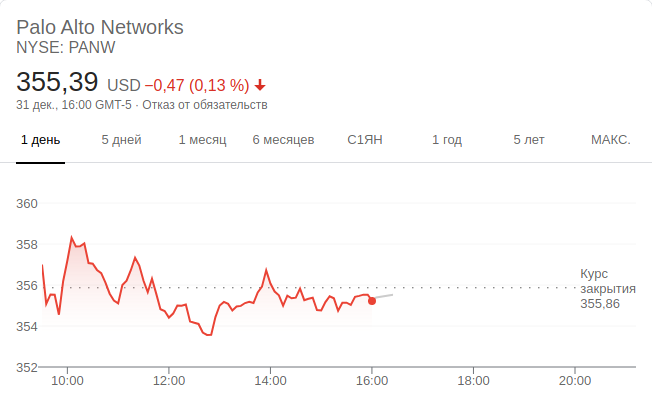 Palo Alto Networks
NYSE: PANW
355,39 USD −0,47 (0,13 %)
31 дек., 16:00 GMT-5 · Отказ от обязательств
1 день 5 дней 1 месяц 6 месяцев С1ЯН 1 год 5 лет МАКС.
360
358
356
354
352
Курс
закрытия
355,86
10:00 12:00 14:00 16:00 18:00 20:00